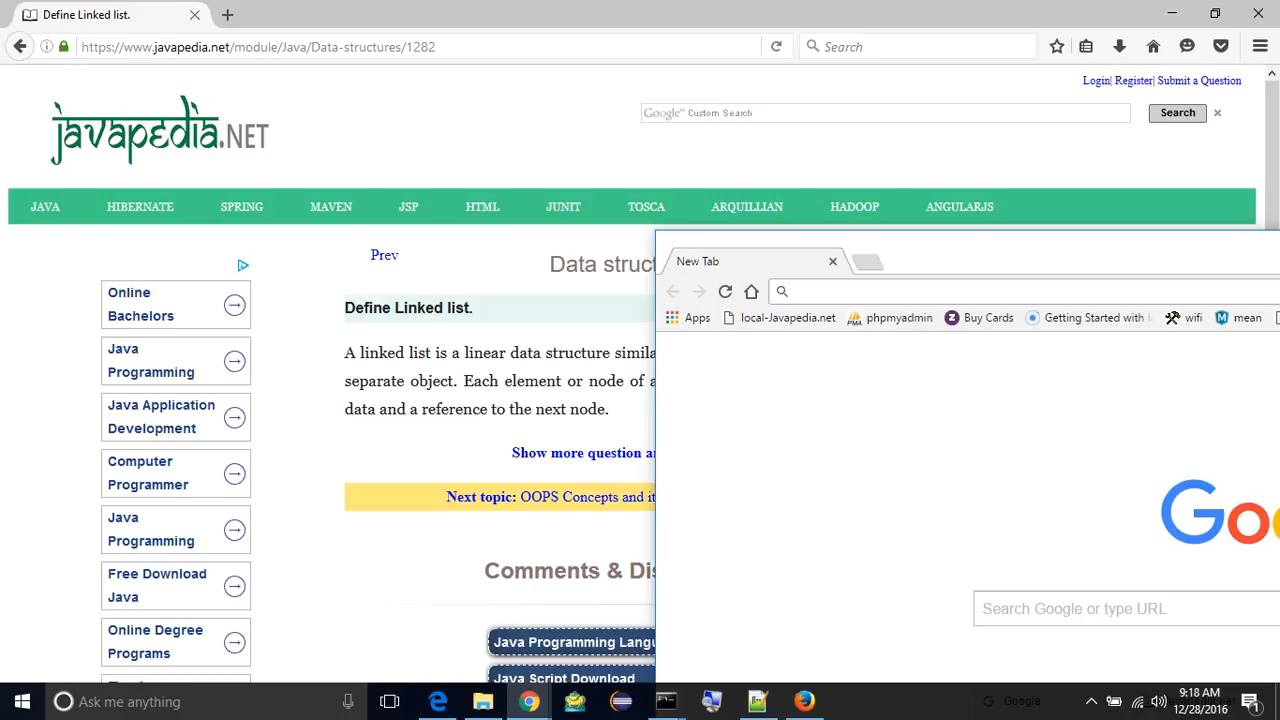 Define Linked list.
https://www.javapedia.net/module/Java/Data-structures/1282
Search
Login| Register| Submit a Question
javapedia.NET
Google™ Custom Search
Search
JAVA HIBERNATE SPRING MAVEN JSP HTML JUNIT TOSCA ARQUILLIAN HADOOP ANGULARJS
Prev
Data struct
Define Linked list.
A linked list is a linear data structure simila
separate object. Each element or node of a
data and a reference to the next node.
Show more question a
Next topic: OOPS Concepts and it
Comments & Di
Java Programming Langu
Java Script Download
Online
Bachelors
Java
Programming
Java Application
Development
Computer
Programmer
Java
Programming
Free Download
Java
Online Degree
Programs
New Tab
Apps local-Javapedia.net phpmyadmin Buy Cards Getting Started with wifi mean
Goo
Search Google or type URL
Ask me anything
Google
9:18 AM
12/28/2016